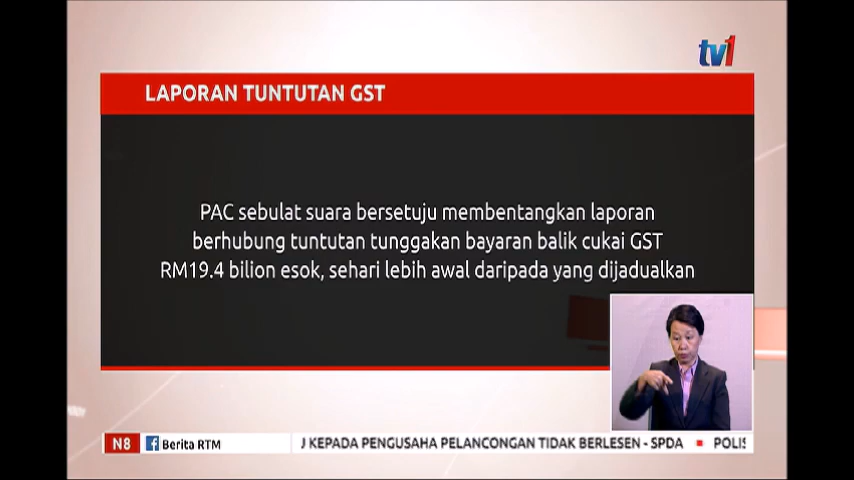 tv1
LAPORAN TUNTUTAN GST
PAC sebulat suara bersetuju membentangkan laporan
berhubung tuntutan tunggakan bayaran balik cukai GST
RM19.4 bilion esok, sehari lebih awal daripada yang dijadualkan
N8 Berita RTM KEPADA PENGUSAHA PELANCONGAN TIDAK BERLESEN - SPDA ▪ POLIS